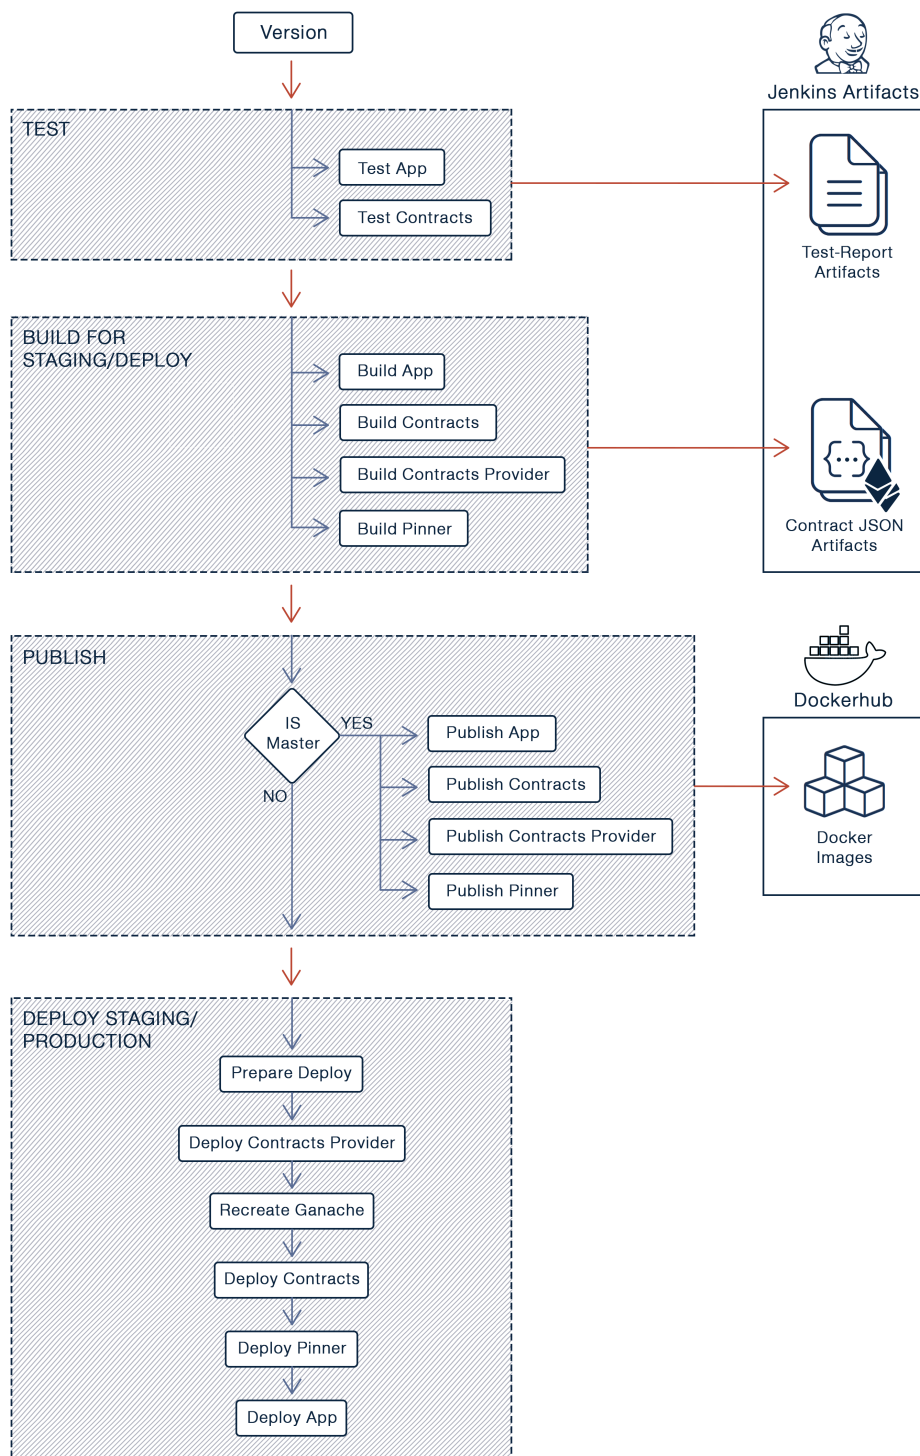 Version
Jenkins Artifacts
TEST
Test App
Test Contracts
Test-Report
Artifacts
BUILD FOR
STAGING/DEPLOY
Build App
Build Contracts
Build Contracts Provider
Build Pinner
{...}
Contract JSON
Artifacts
PUBLISH
IS
Master
YES
NO
Publish App
Publish Contracts
Publish Contracts Provider
Publish Pinner
Dockerhub
Docker
Images
DEPLOY STAGING/
PRODUCTION
Prepare Deploy
Deploy Contracts Provider
Recreate Ganache
Deploy Contracts
Deploy Pinner
Deploy App